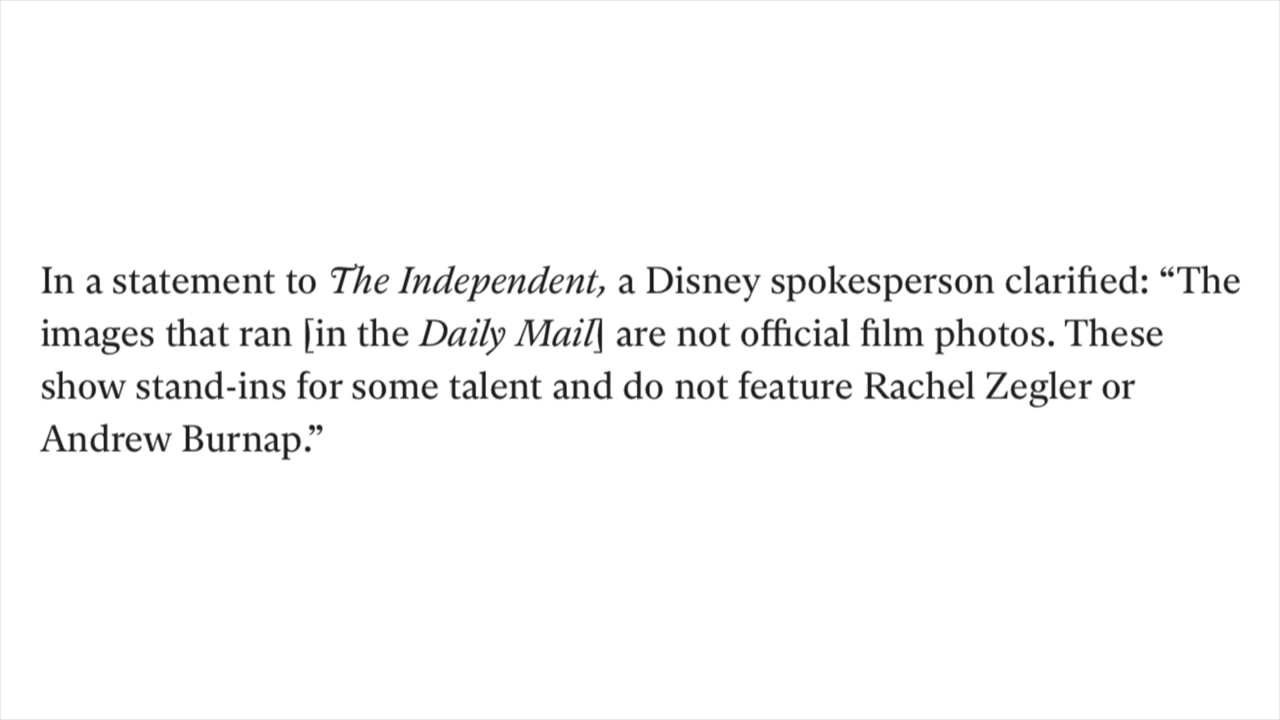 In a statement to The Independent, a Disney spokesperson clarified: “The
images that ran [in the Daily Mail] are not official film photos. These
show stand-ins for some talent and do not feature Rachel Zegler or
Andrew Burnap.”